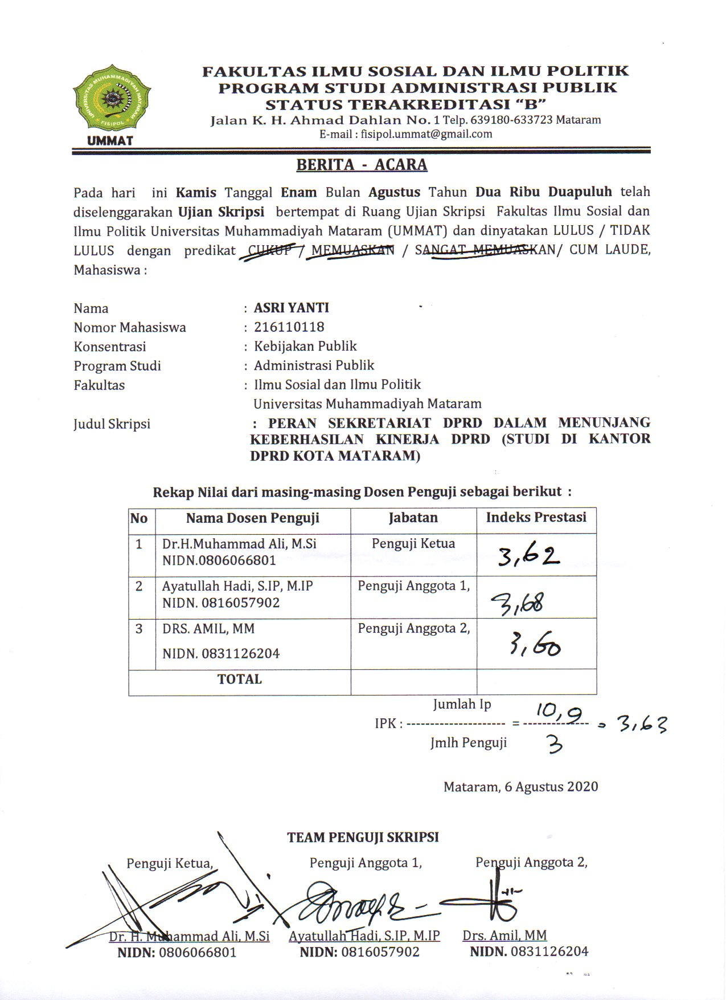 FAKULTAS ILMU SOSIAL DAN ILMU POLITIK
PROGRAM STUDI ADMINISTRASI PUBLIK
STATUS TERAKREDITASI “B”
Jalan K. H. Ahmad Dahlan No. 1 Telp. 639180-633723 Mataram
E-mail : fisipol.ummat@gmail.com
UNIVERSITAS MUHAMMADIYAH MATARAM
FISIPOL
UMMAT
BERITA - ACARA
Pada hari ini Kamis Tanggal Enam Bulan Agustus Tahun Dua Ribu Duapuluh telah
diselenggarakan Ujian Skripsi bertempat di Ruang Ujian Skripsi Fakultas Ilmu Sosial dan
Ilmu Politik Universitas Muhammadiyah Mataram (UMMAT) dan dinyatakan LULUS / TIDAK
LULUS dengan predikat CUKUP / MEMUASKAN / SANGAT MEMUASKAN/ CUM LAUDE,
Mahasiswa :
Nama : ASRI YANTI
Nomor Mahasiswa : 216110118
Konsentrasi : Kebijakan Publik
Program Studi : Administrasi Publik
Fakultas : Ilmu Sosial dan Ilmu Politik
Universitas Muhammadiyah Mataram
Judul Skripsi : PERAN SEKRETARIAT DPRD DALAM MENUNJANG
KEBERHASILAN KINERJA DPRD (STUDI DI KANTOR
DPRD KOTA MATARAM)
Rekap Nilai dari masing-masing Dosen Penguji sebagai berikut :
No Nama Dosen Penguji Jabatan Indeks Prestasi
1 Dr.H.Muhammad Ali, M.Si Penguji Ketua 3,62
NIDN.0806066801
2 Ayatullah Hadi, S.IP, M.IP Penguji Anggota 1, 3,68
NIDN. 0816057902
3 DRS. AMIL, MM Penguji Anggota 2, 3,60
NIDN. 0831126204
TOTAL
Jumlah Ip 10,9
IPK : --------------------- = -------------- = 3,63
Jmlh Penguji 3
Mataram, 6 Agustus 2020
TEAM PENGUJI SKRIPSI
Penguji Ketua, Penguji Anggota 1, Penguji Anggota 2,
Dr. H. Muhammad Ali, M.Si Ayatullah Hadi, S.IP, M.IP Drs. Amil, MM
NIDN: 0806066801 NIDN: 0816057902 NIDN. 0831126204